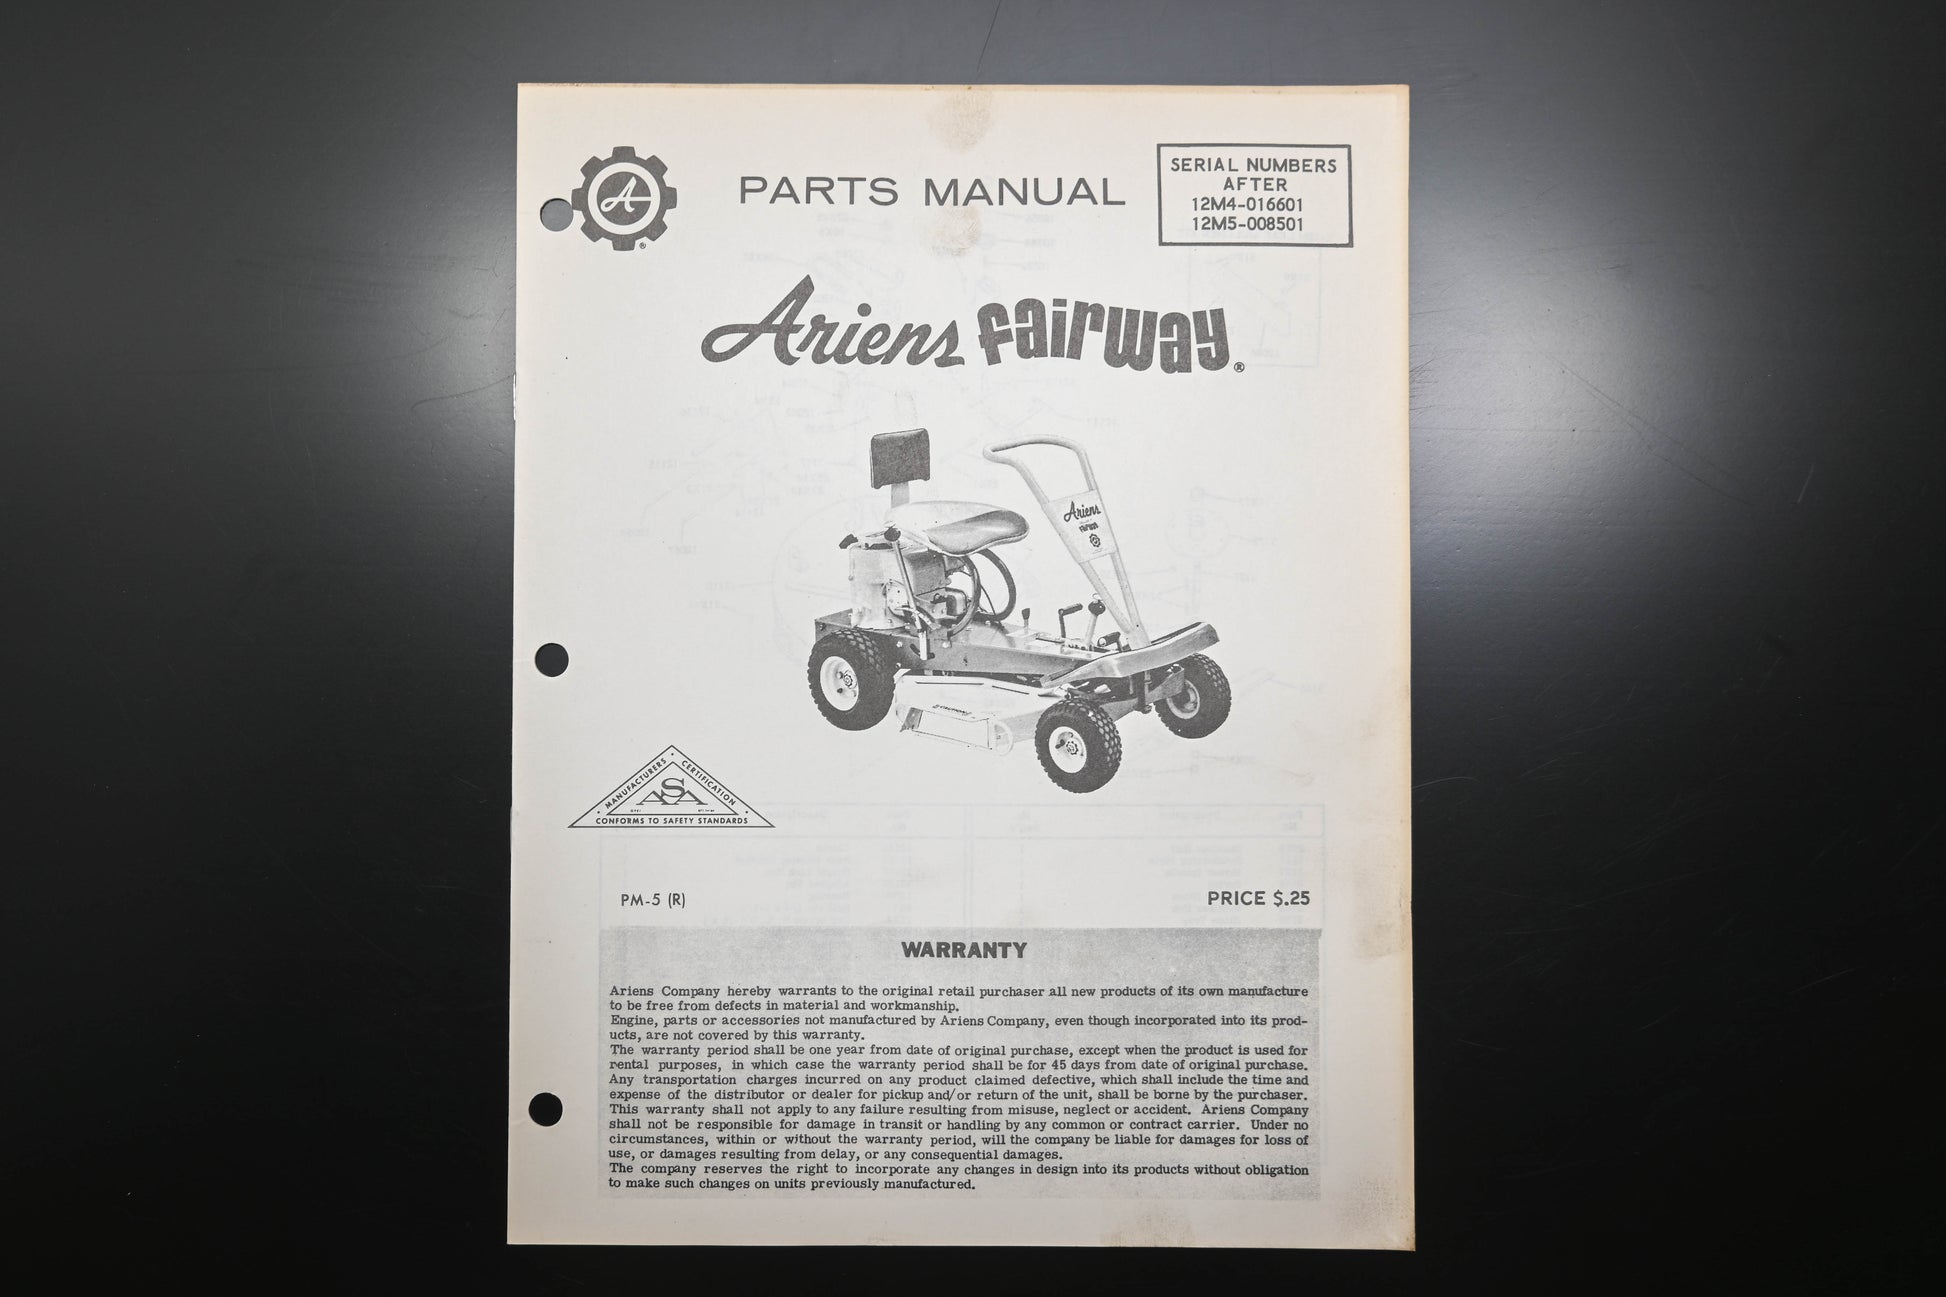 A
®
PARTS MANUAL
SERIAL NUMBERS
AFTER
12M4-016601
12M5-008501
Ariens fairway®
Ariens
fairway
CAUTION
MANUFACTURERS CERTIFICATION
ASA
CONFORMS TO SAFETY STANDARDS
PM-5 (R)
PRICE $.25
WARRANTY
Ariens Company hereby warrants to the original retail purchaser all new products of its own manufacture
to be free from defects in material and workmanship.
Engine, parts or accessories not manufactured by Ariens Company, even though incorporated into its prod-
ucts, are not covered by this warranty.
The warranty period shall be one year from date of original purchase, except when the product is used for
rental purposes, in which case the warranty period shall be for 45 days from date of original purchase.
Any transportation charges incurred on any product claimed defective, which shall include the time and
expense of the distributor or dealer for pickup and/or return of the unit, shall be borne by the purchaser.
This warranty shall not apply to any failure resulting from misuse, neglect or accident. Ariens Company
shall not be responsible for damage in transit or handling by any common or contract carrier. Under no
circumstances, within or without the warranty period, will the company be liable for damages for loss of
use, or damages resulting from delay, or any consequential damages.
The company reserves the right to incorporate any changes in design into its products without obligation
to make such changes on units previously manufactured.